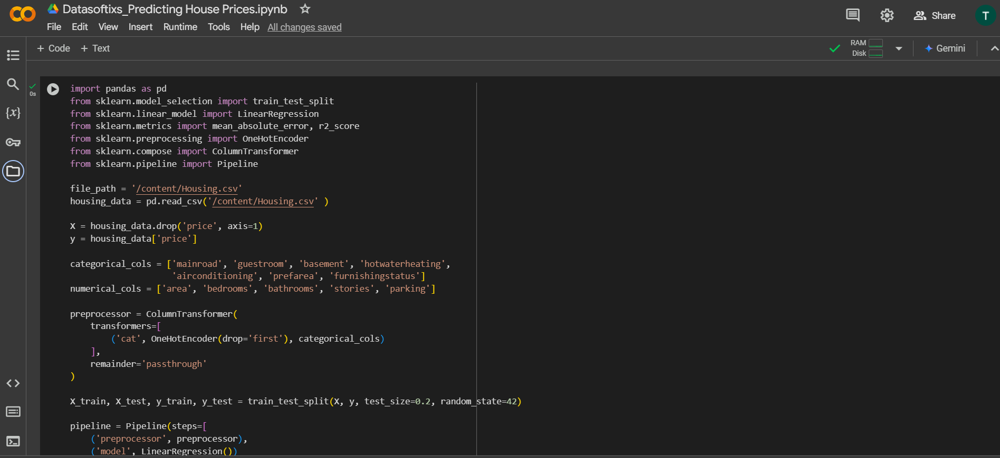 Datasoftixs_Predicting House Prices.ipynb
File Edit View Insert Runtime Tools Help All changes saved
Share
T
+ Code + Text
RAM
Disk
Gemini
{x}
0s
import pandas as pd
from sklearn.model_selection import train_test_split
from sklearn.linear_model import LinearRegression
from sklearn.metrics import mean_absolute_error, r2_score
from sklearn.preprocessing import OneHotEncoder
from sklearn.compose import ColumnTransformer
from sklearn.pipeline import Pipeline
file_path = '/content/Housing.csv'
housing_data = pd.read_csv('/content/Housing.csv' )
X = housing_data.drop('price', axis=1)
y = housing_data['price']
categorical_cols = ['mainroad', 'guestroom', 'basement', 'hotwaterheating',
'airconditioning', 'prefarea', 'furnishingstatus']
numerical_cols = ['area', 'bedrooms', 'bathrooms', 'stories', 'parking']
preprocessor = ColumnTransformer(
transformers=[
('cat', OneHotEncoder(drop='first'), categorical_cols)
],
remainder='passthrough'
)
X_train, X_test, y_train, y_test = train_test_split(X, y, test_size=0.2, random_state=42)
pipeline = Pipeline(steps=[
('preprocessor', preprocessor),
('model', LinearRegression())